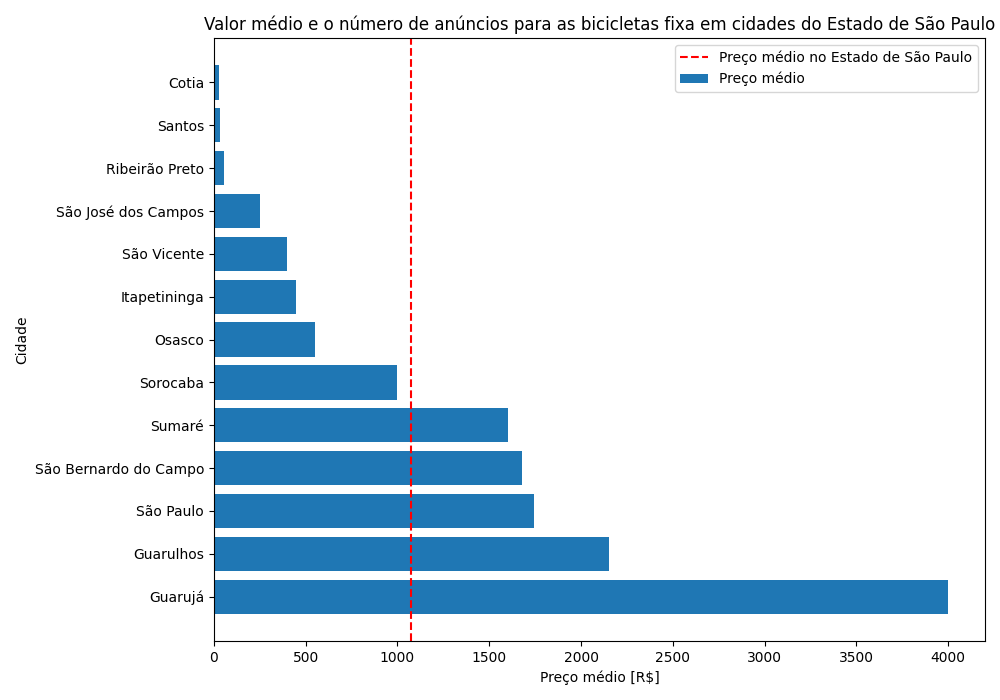 Valor médio e o número de anúncios para as bicicletas fixa em cidades do Estado de São Paulo
Preço médio no Estado de São Paulo
Preço médio
Cidade
Cotia
Santos
Ribeirão Preto
São José dos Campos
São Vicente
Itapetininga
Osasco
Sorocaba
Sumaré
São Bernardo do Campo
São Paulo
Guarulhos
Guarujá
0 500 1000 1500 2000 2500 3000 3500 4000
Preço médio [R$]